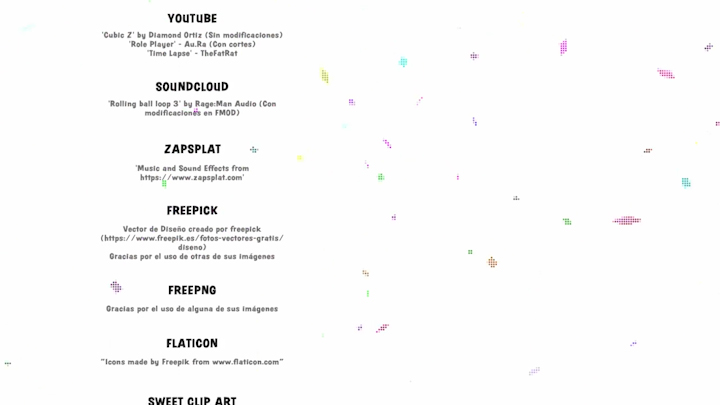 YOUTUBE
'Cubic Z' by Diamond Ortiz (Sin modificaciones)
'Role Player' - Au.Ra (Con cortes)
'Time Lapse' - TheFatRat
SOUNDCLOUD
'Rolling ball loop 3' by Rage:Man Audio (Con
modificaciones en FMOD)
ZAPSPLAT
'Music and Sound Effects from
https://www.zapsplat.com'
FREEPICK
Vector de Diseño creado por freepick
(https://www.freepik.es/fotos-vectores-gratis/
diseno)
Gracias por el uso de otras de sus imágenes
FREEPNG
Gracias por el uso de alguna de sus imágenes
FLATICON
"Icons made by Freepik from www.flaticon.com"
SWEET CLIP ART